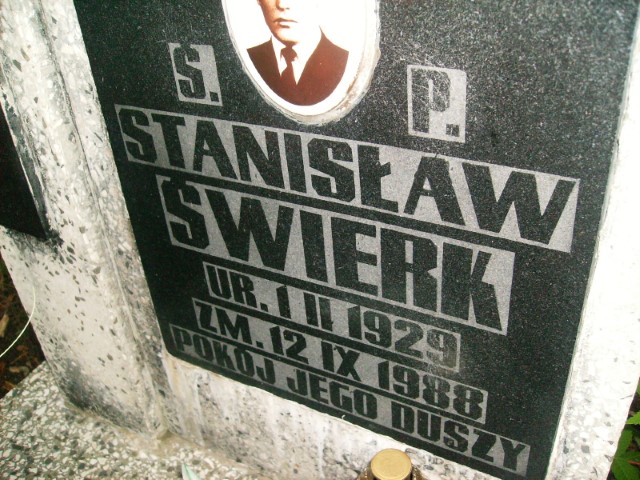 Ś. P.
STANISŁAW
ŚWIERK
UR. 1 II 1929
ZM. 12 IX 1988
POKÓJ JEGO DUSZY